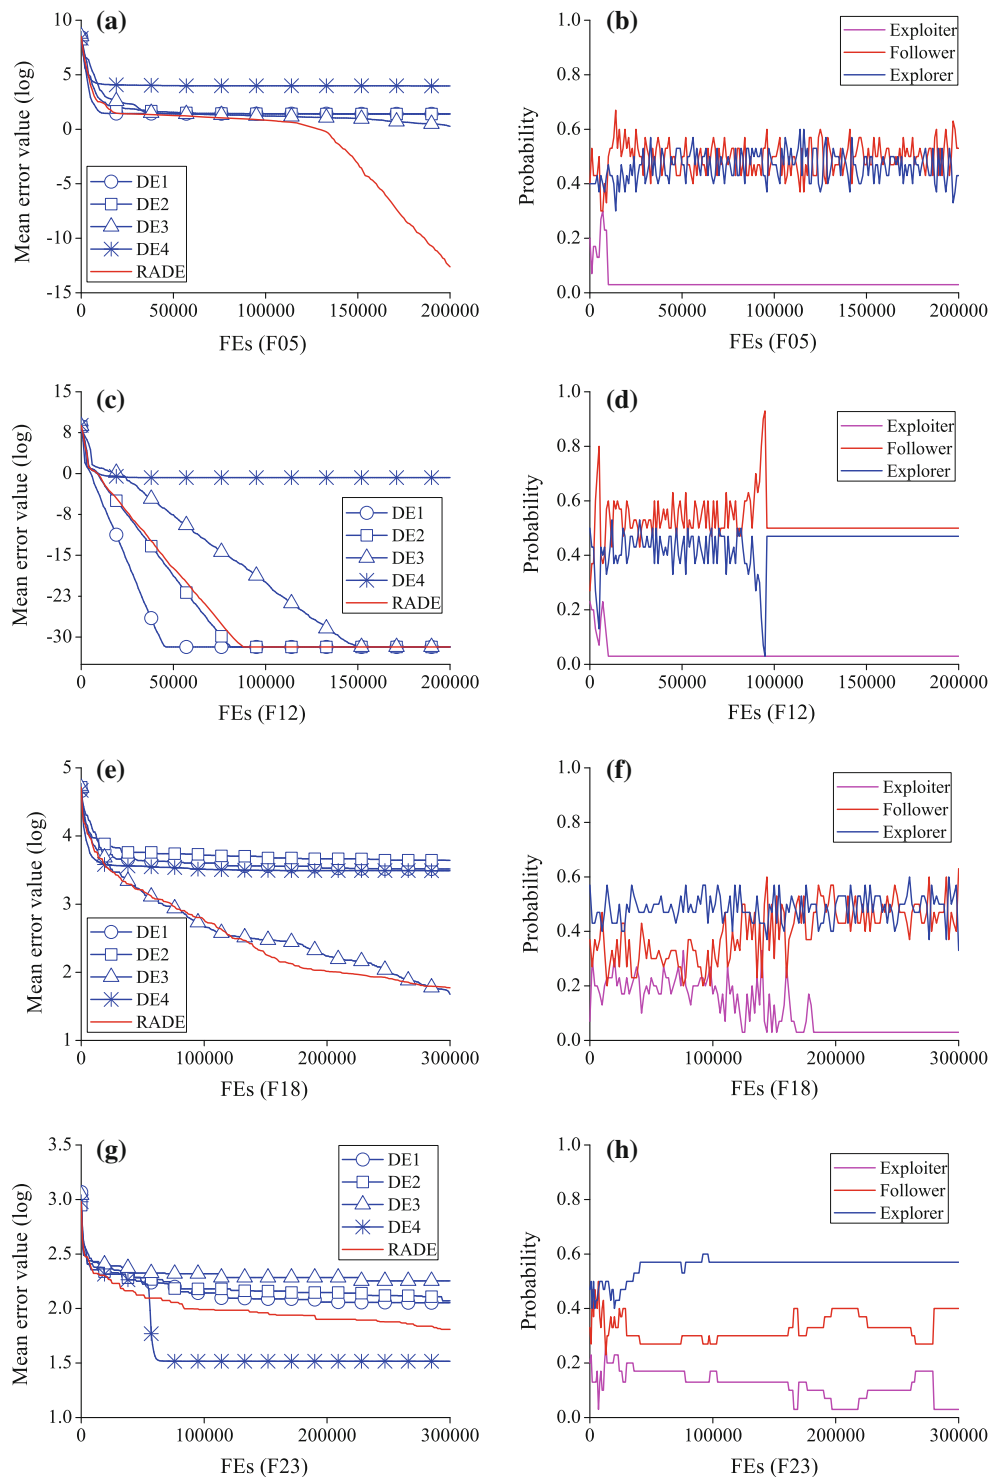 (a)
Mean error value (log)
10
5
0
-5
-10
-15
DE1
DE2
DE3
DE4
RADE
0
50000
100000
150000
200000
FEs (F05)
(b)
Probability
1.0
0.8
0.6
0.4
0.2
0.0
Exploiter
Follower
Explorer
0
50000
100000
150000
200000
FEs (F05)
(c)
Mean error value (log)
15
8
0
-8
-15
-23
-30
DE1
DE2
DE3
DE4
RADE
0
50000
100000
150000
200000
FEs (F12)
(d)
Probability
1.0
0.8
0.6
0.4
0.2
0.0
Exploiter
Follower
Explorer
0
50000
100000
150000
200000
FEs (F12)
(e)
Mean error value (log)
5
4
3
2
1
DE1
DE2
DE3
DE4
RADE
0
100000
200000
300000
FEs (F18)
(f)
Probability
1.0
0.8
0.6
0.4
0.2
0.0
Exploiter
Follower
Explorer
0
100000
200000
300000
FEs (F18)
(g)
Mean error value (log)
3.5
3.0
2.5
2.0
1.5
1.0
DE1
DE2
DE3
DE4
RADE
0
100000
200000
300000
FEs (F23)
(h)
Probability
1.0
0.8
0.6
0.4
0.2
0.0
Exploiter
Follower
Explorer
0
100000
200000
300000
FEs (F23)